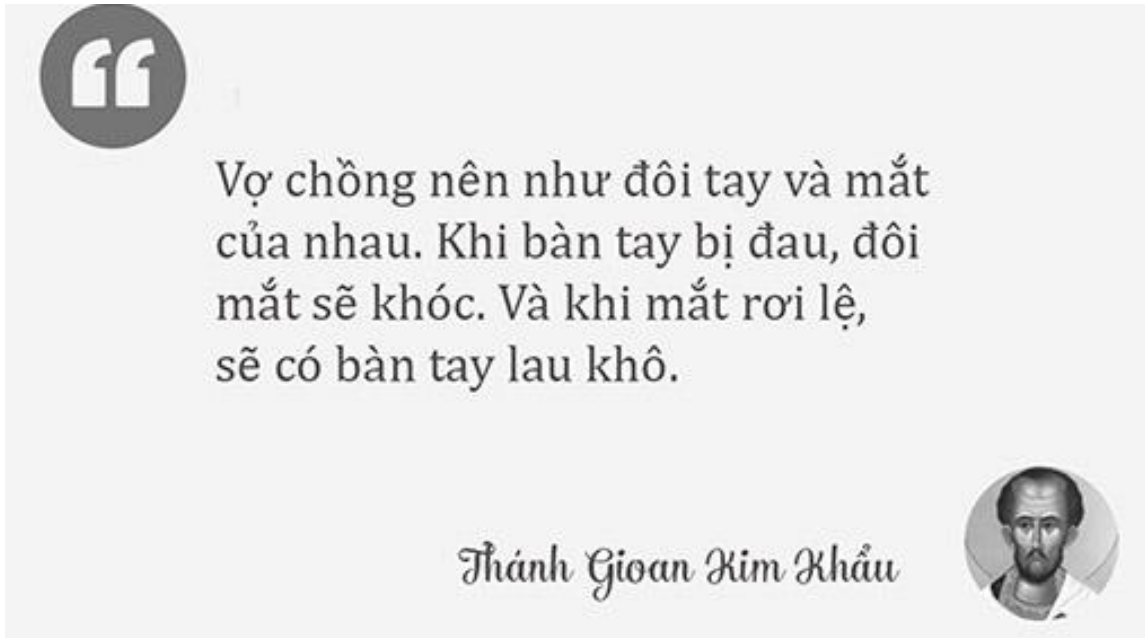 Vợ chồng nên như đôi tay và mắt
của nhau. Khi bàn tay bị đau, đôi
mắt sẽ khóc. Và khi mắt rơi lệ,
sẽ có bàn tay lau khô.
Thánh Gioan Kim Khẩu